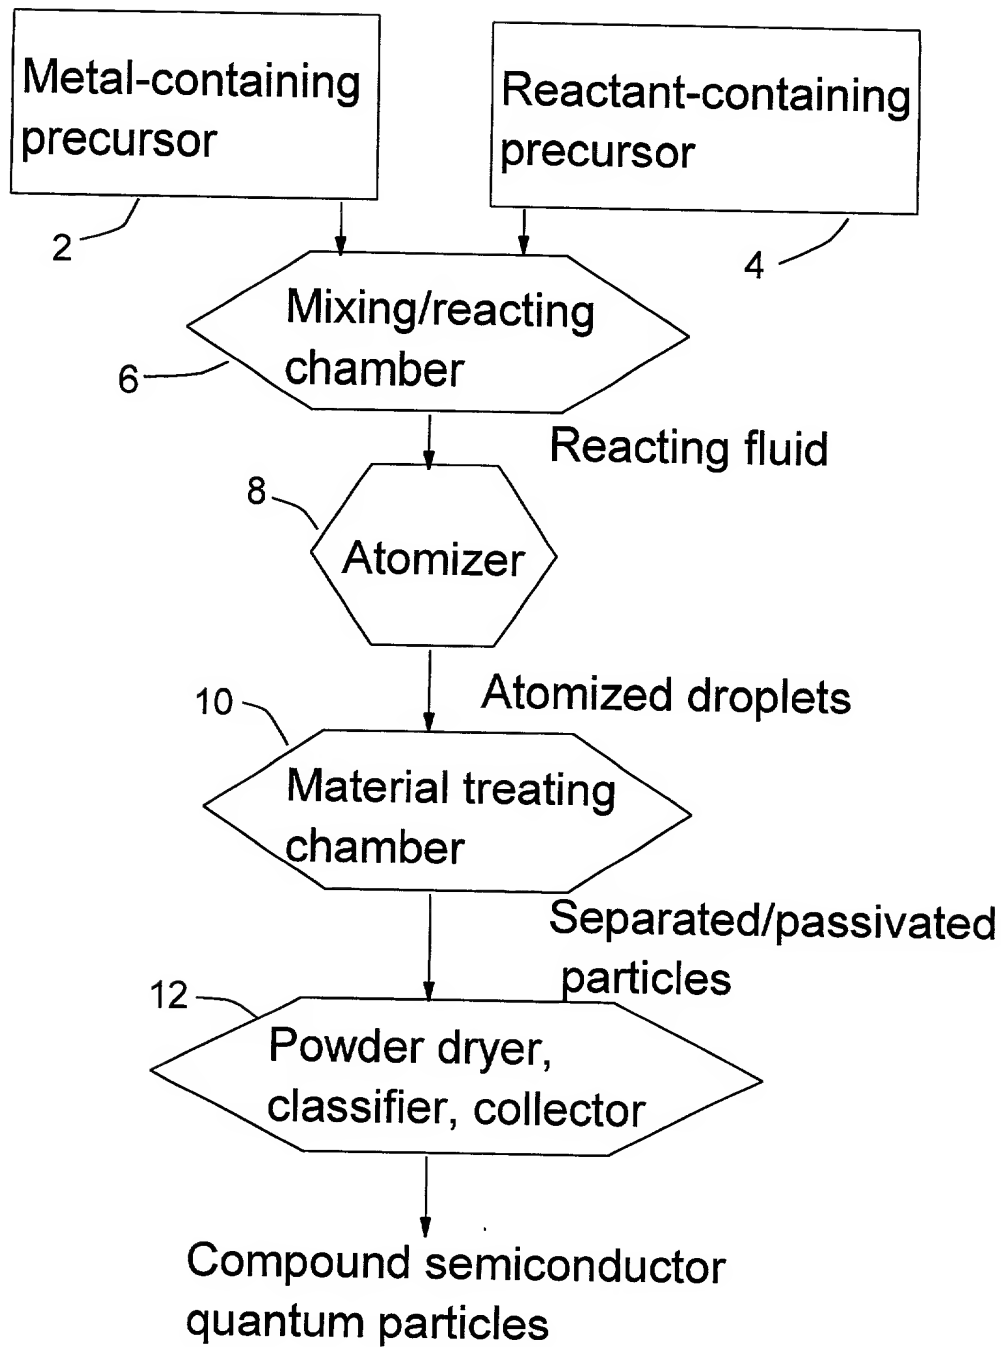 Metal-containing
precursor
Reactant-containing
precursor
2
4
Mixing/reacting
chamber
6
Reacting fluid
8
Atomizer
Atomized droplets
10
Material treating
chamber
Separated/passivated
particles
12
Powder dryer,
classifier, collector
Compound semiconductor
quantum particles